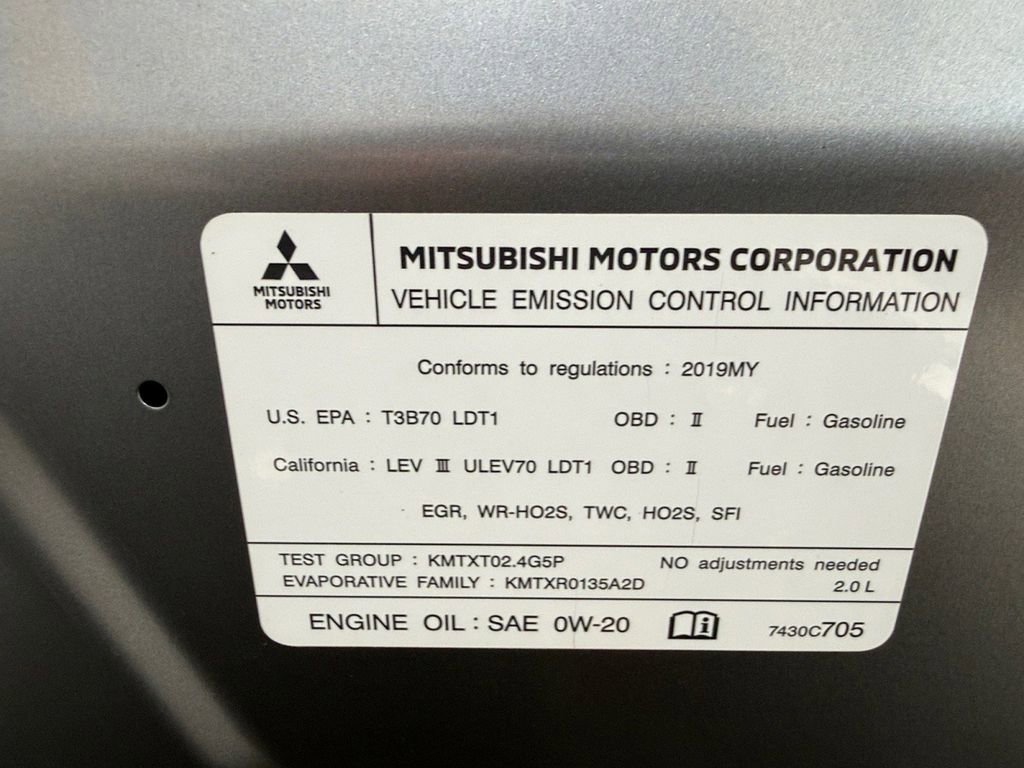 MITSUBISHI
MOTORS
MITSUBISHI MOTORS CORPORATION
VEHICLE EMISSION CONTROL INFORMATION
Conforms to regulations : 2019MY
U.S. EPA : T3B70 LDT1 OBD : Ⅱ Fuel : Gasoline
California : LEV Ⅲ ULEV70 LDT1 OBD : Ⅱ Fuel : Gasoline
EGR, WR-HO2S, TWC, HO2S, SFI
TEST GROUP : KMTXT02.4G5P NO adjustments needed
EVAPORATIVE FAMILY : KMTXR0135A2D 2.0 L
ENGINE OIL : SAE 0W-20 7430C705